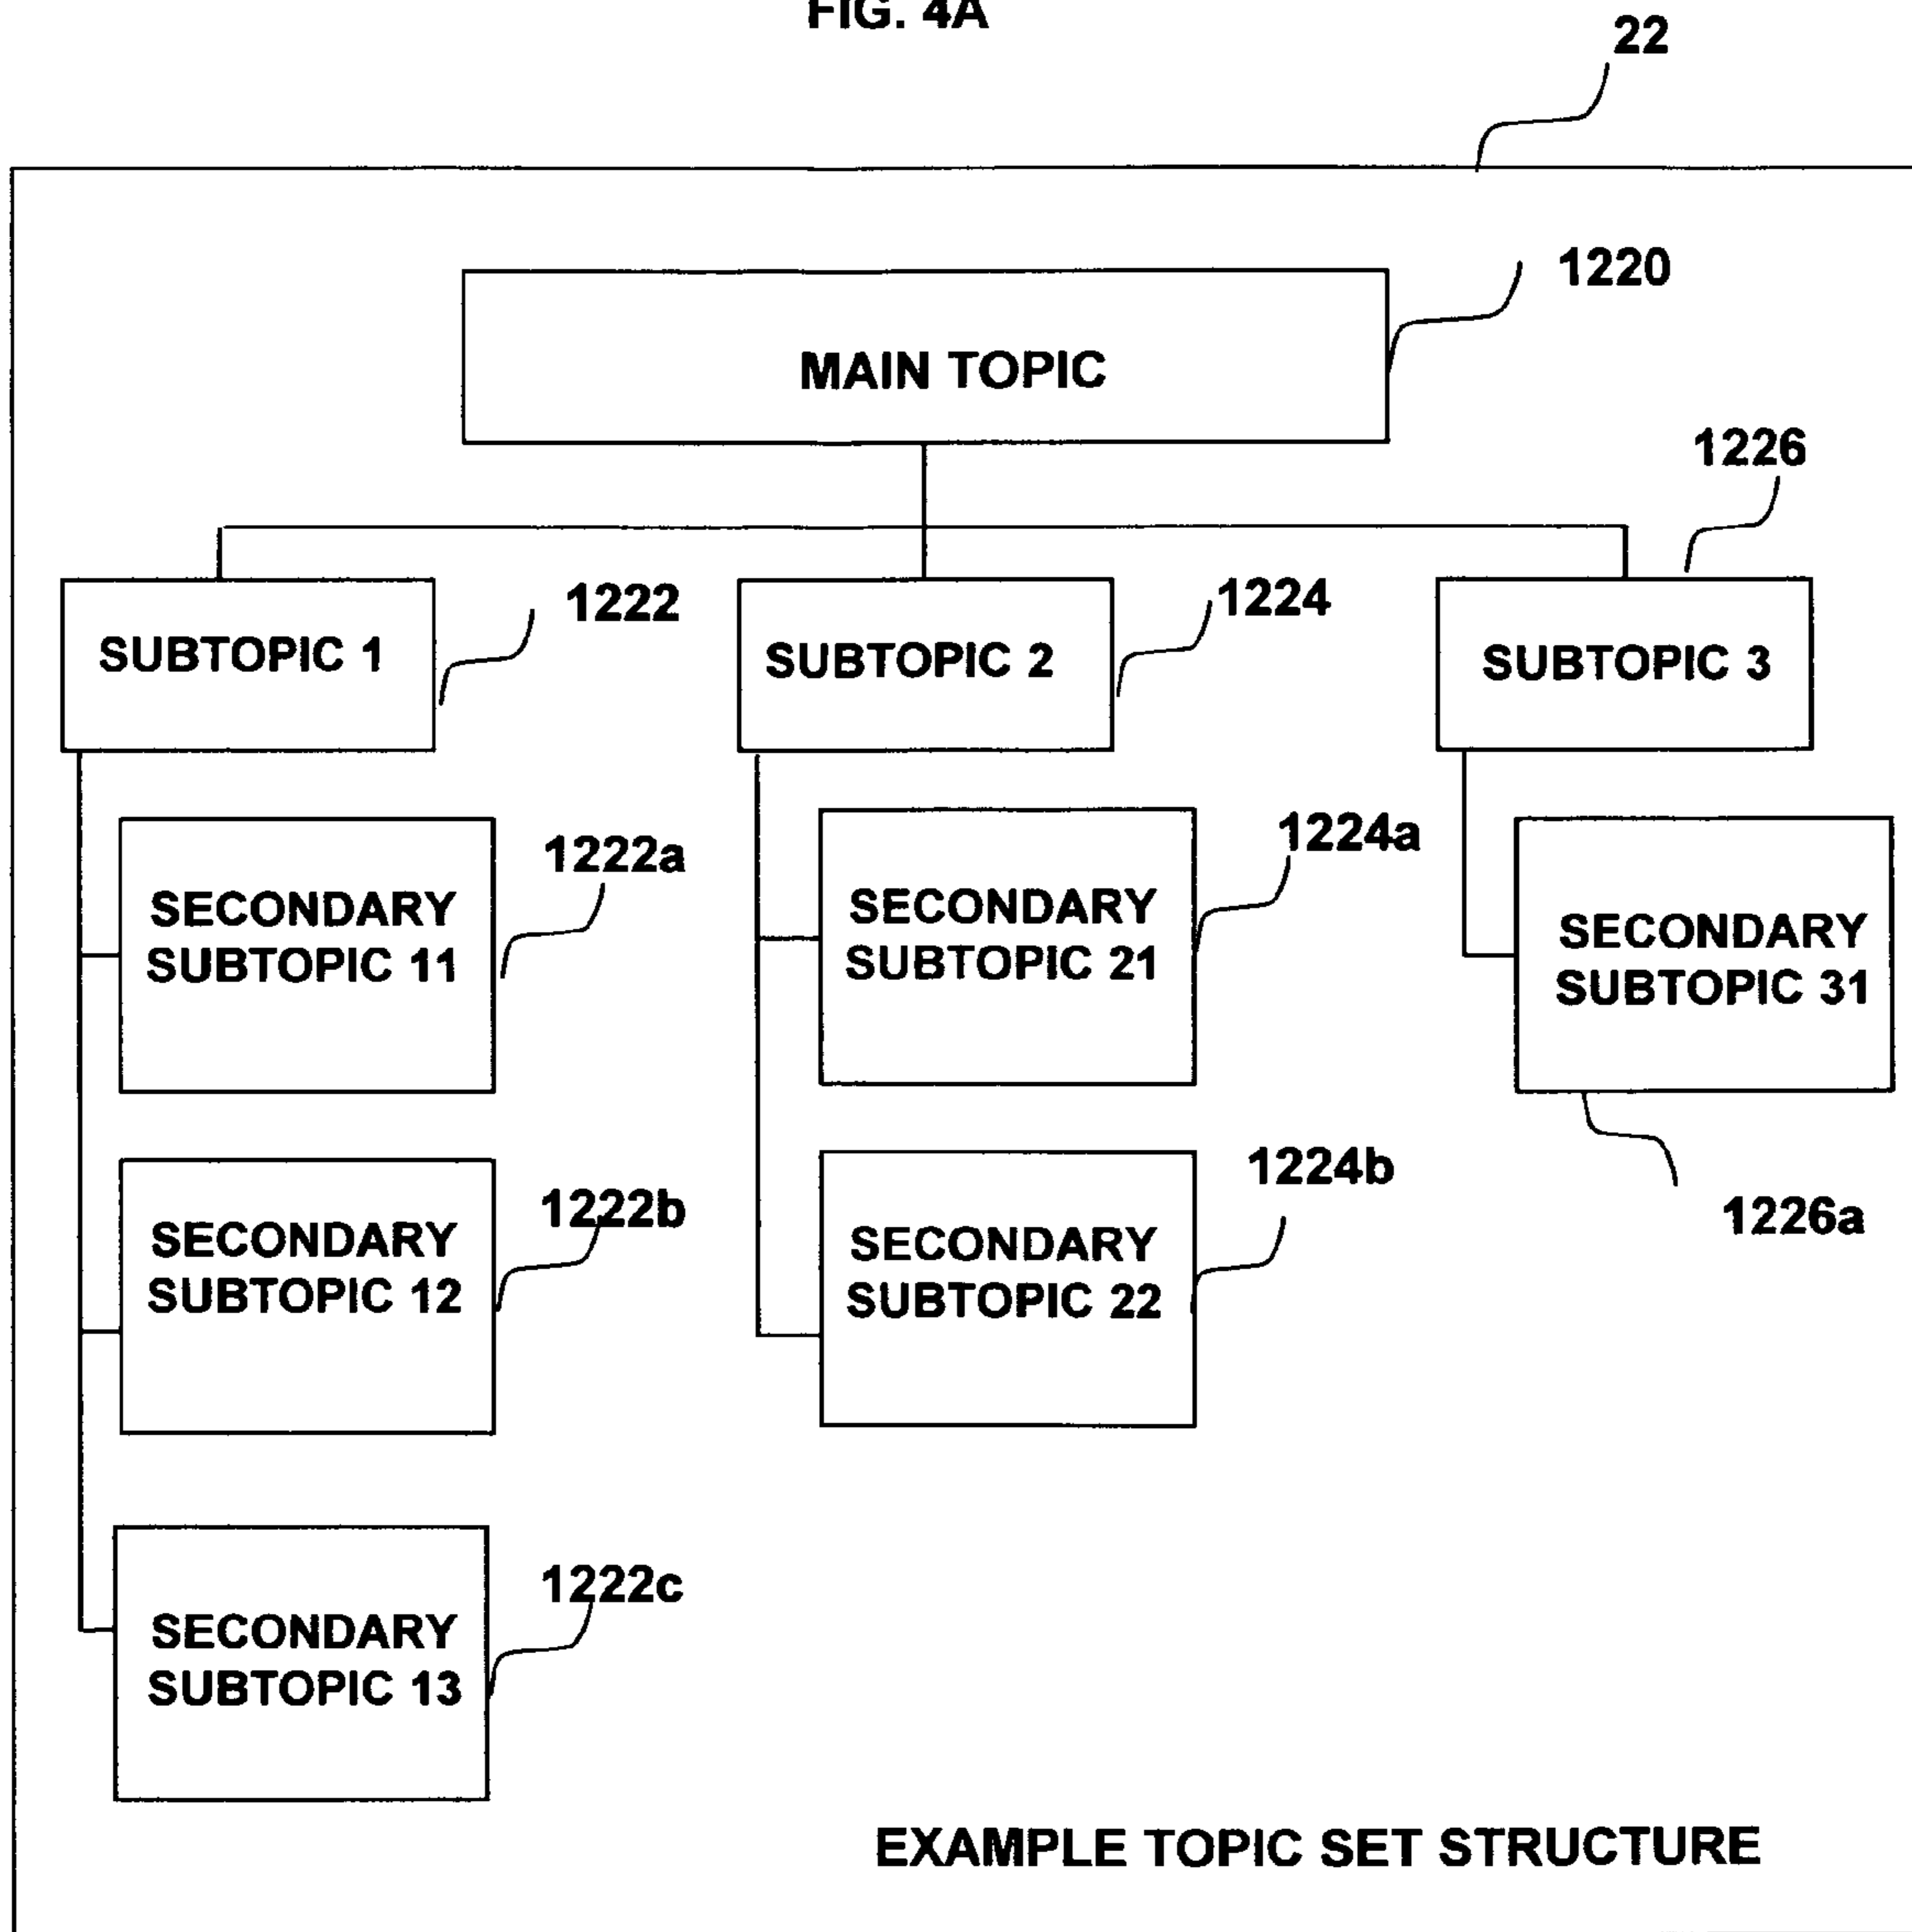 FIG. 4A
22
1220
MAIN TOPIC
1226
1222
1224
SUBTOPIC 1
SUBTOPIC 2
SUBTOPIC 3
1222a
1224a
SECONDARY
SUBTOPIC 11
SECONDARY
SUBTOPIC 21
SECONDARY
SUBTOPIC 31
1222b
1224b
1226a
SECONDARY
SUBTOPIC 12
SECONDARY
SUBTOPIC 22
1222c
SECONDARY
SUBTOPIC 13
EXAMPLE TOPIC SET STRUCTURE